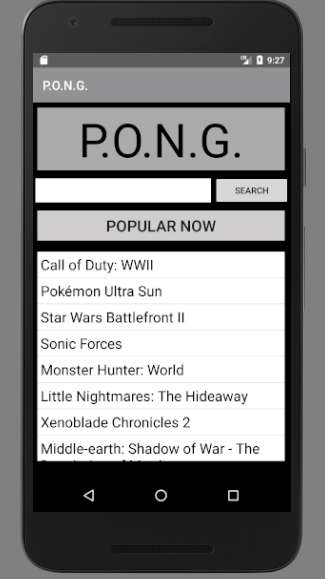 9:27
P.O.N.G.
P.O.N.G.
SEARCH
POPULAR NOW
Call of Duty: WWII
Pokémon Ultra Sun
Star Wars Battlefront II
Sonic Forces
Monster Hunter: World
Little Nightmares: The Hideaway
Xenoblade Chronicles 2
Middle-earth: Shadow of War - The